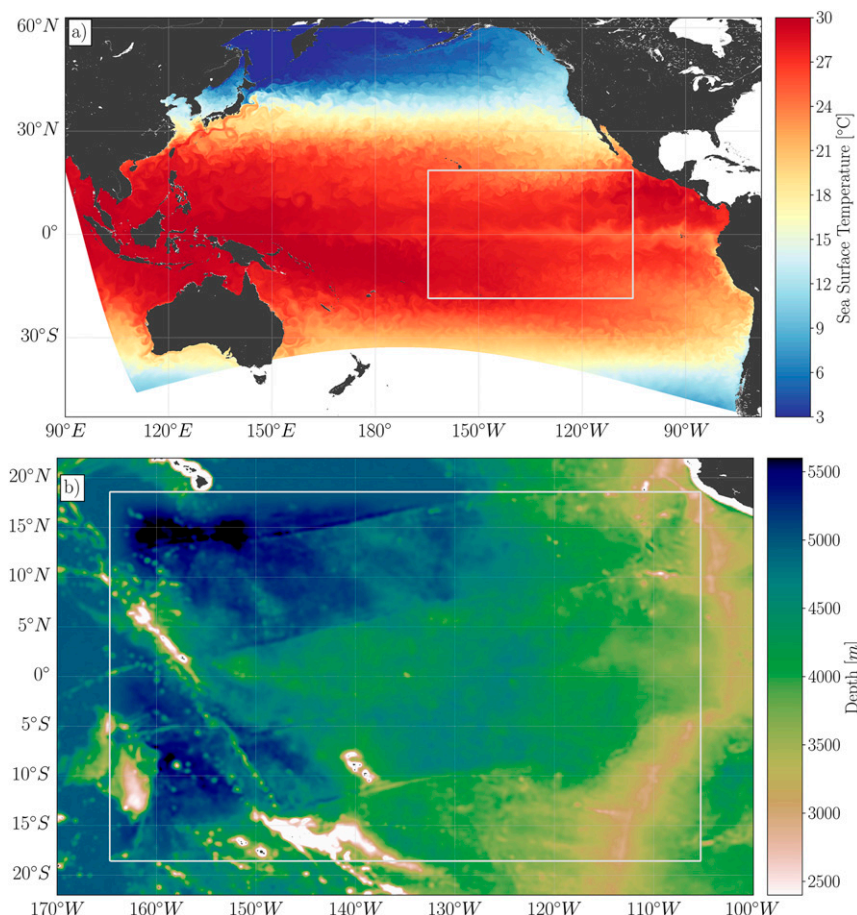 a)
60°N
30°N
0°
30°S
90°E 120°E 150°E 180° 150°W 120°W 90°W
30
27
24
21
18
15
12
9
6
3
Sea Surface Temperature [°C]
b)
20°N
15°N
10°N
5°N
0°
5°S
10°S
15°S
20°S
170°W 160°W 150°W 140°W 130°W 120°W 110°W 100°W
5500
5000
4500
4000
3500
3000
2500
Depth [m]